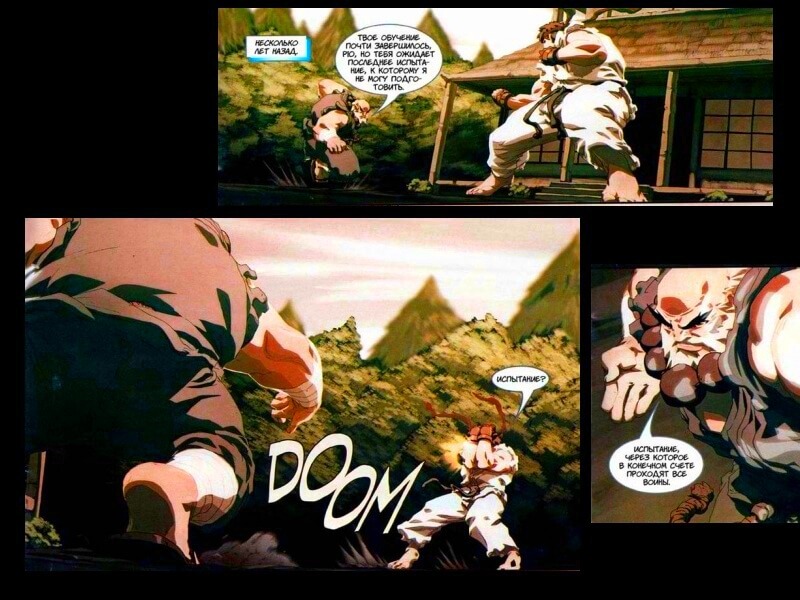 НЕСКОЛЬКО
ЛЕТ НАЗАД.
ТВОЕ ОБУЧЕНИЕ
ПОЧТИ ЗАВЕРШИЛОСЬ,
РЮ, НО ТЕБЯ ОЖИДАЕТ
ПОСЛЕДНЕЕ ИСПЫТА-
НИЕ, К КОТОРОМУ Я
НЕ МОГУ ПОДГО-
ТОВИТЬ.
ИСПЫТАНИЕ?
DOOM
ИСПЫТАНИЕ,
ЧЕРЕЗ КОТОРОЕ
В КОНЕЧНОМ СЧЕТЕ
ПРОХОДЯТ ВСЕ
ВОИНЫ.